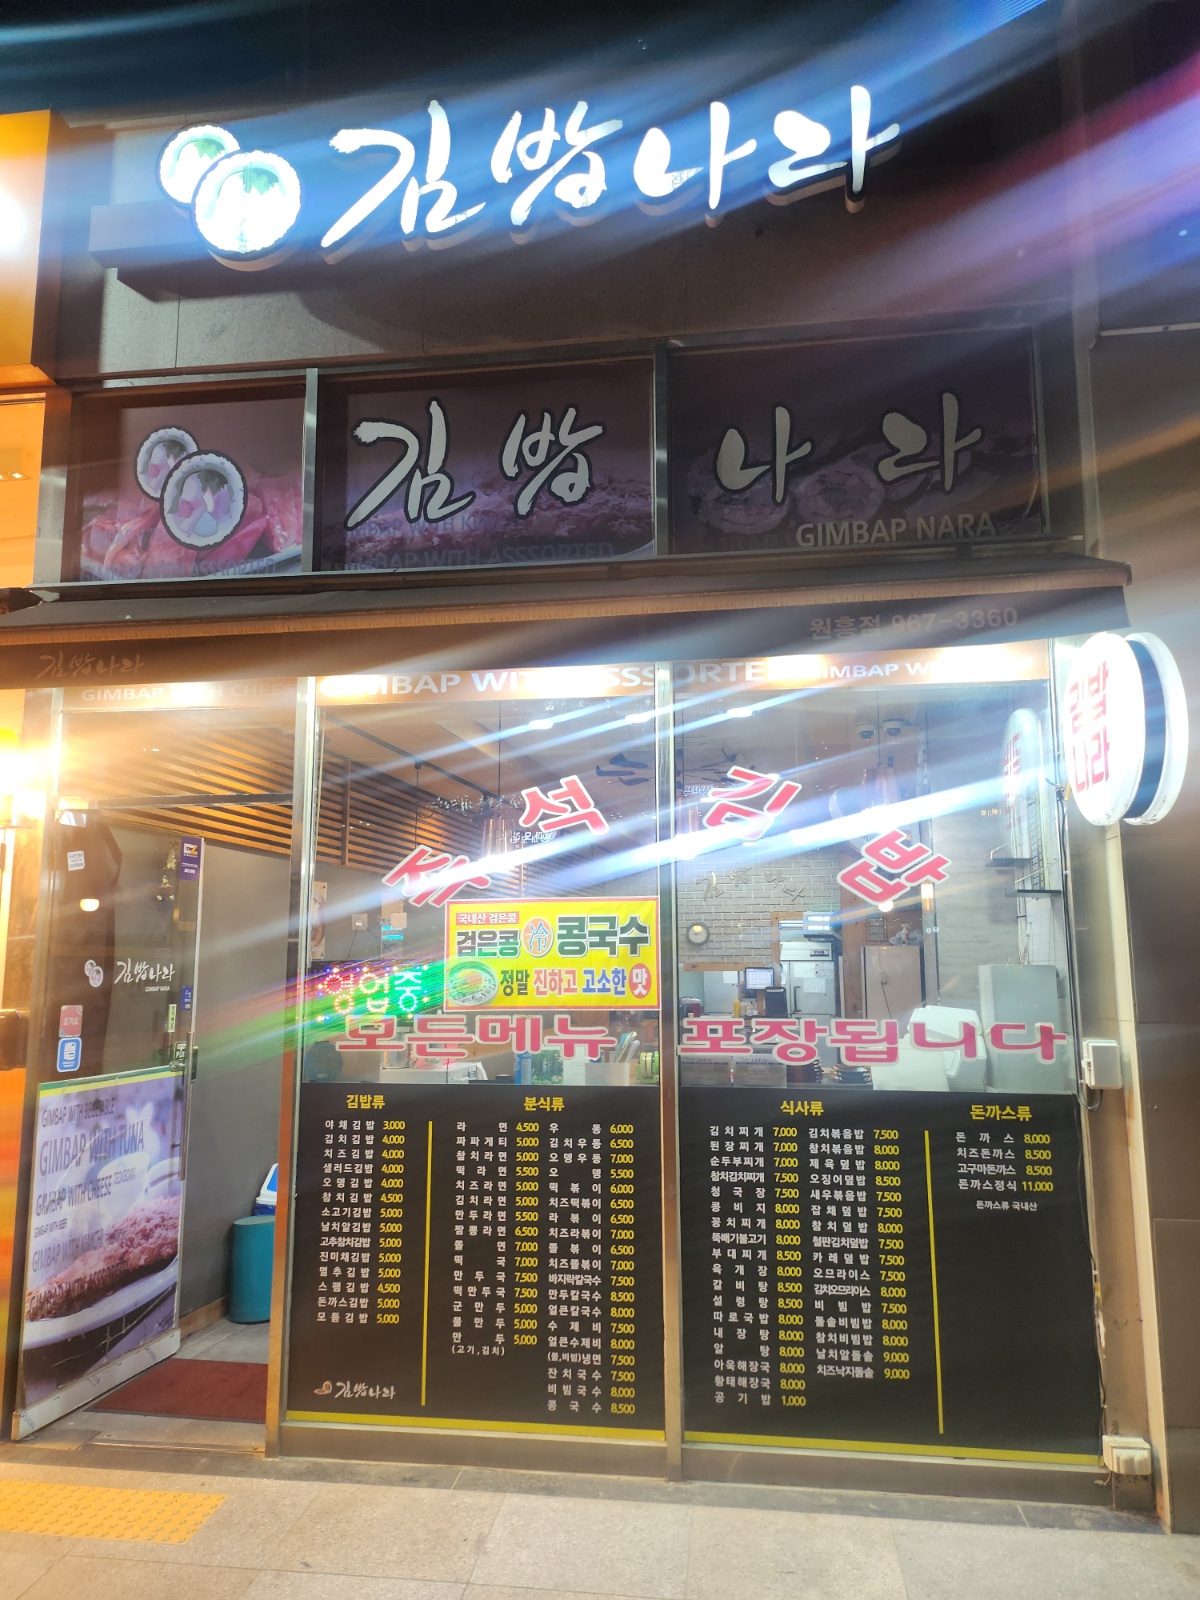 김밥나라
김밥나라
GIMBAP NARA
GIMBAP WITH ASSSORTED
원흥점 967-3360
김밥나라
GIMBAP WITH CHEESE
GIMBAP WITH ASSSORTED
김밥나라
즉석김밥
국내산 검은콩
검은콩 冷 콩국수
정말 진하고 고소한 맛
영업중
모든메뉴 포장됩니다
김밥나라
GIMBAP NARA
요기요
GIMBAP WITH VEGETABLE
GIMBAP WITH TUNA
GIMBAP WITH CHEESE
GIMBAP WITH BEEF
GIMBAP WITH KIMCHI
김밥류
야채김밥 3,000
김치김밥 4,000
치즈김밥 4,000
샐러드김밥 4,000
오뎅김밥 4,000
참치김밥 4,500
소고기김밥 5,000
날치알김밥 5,000
고추참치김밥 5,000
진미채김밥 5,000
멸추김밥 5,000
스팸김밥 4,500
돈까스김밥 5,000
모듬김밥 5,000
김밥나라
분식류
라면 4,500
짜파게티 5,000
참치라면 5,000
떡라면 5,500
치즈라면 5,000
김치라면 5,000
만두라면 5,500
짬뽕라면 6,500
쫄면 7,000
떡국 7,000
만두국 7,500
떡만두국 7,500
군만두 5,000
물만두 5,000
만두 5,000
(고기,김치)
우동 6,000
김치우동 6,500
오뎅우동 7,000
오뎅 5,500
떡볶이 6,000
치즈떡볶이 6,500
라볶이 6,500
치즈라볶이 7,000
쫄볶이 6,500
치즈쫄볶이 7,000
바지락칼국수 7,500
만두칼국수 8,500
얼큰칼국수 8,000
수제비 7,500
얼큰수제비 8,000
(물,비빔)냉면 7,500
잔치국수 7,500
비빔국수 8,000
콩국수 8,500
식사류
김치찌개 7,000
된장찌개 7,000
순두부찌개 7,000
참치김치찌개 7,500
청국장 7,500
콩비지 8,000
꽁치찌개 8,000
뚝배기불고기 8,000
부대찌개 8,500
육개장 8,000
갈비탕 8,500
설렁탕 8,500
따로국밥 8,000
내장탕 8,000
알탕 8,000
아욱해장국 8,000
황태해장국 8,000
공기밥 1,000
김치볶음밥 7,500
참치볶음밥 8,000
제육덮밥 8,000
오징어덮밥 8,500
새우볶음밥 7,500
잡채덮밥 7,500
참치덮밥 8,000
철판김치덮밥 7,500
카레덮밥 7,500
오므라이스 7,500
김치오므라이스 8,000
비빔밥 7,500
돌솥비빔밥 8,000
참치비빔밥 8,000
날치알돌솥 9,000
치즈낙지돌솥 9,000
돈까스류
돈까스 8,000
치즈돈까스 8,500
고구마돈까스 8,500
돈까스정식 11,000
돈까스류 국내산